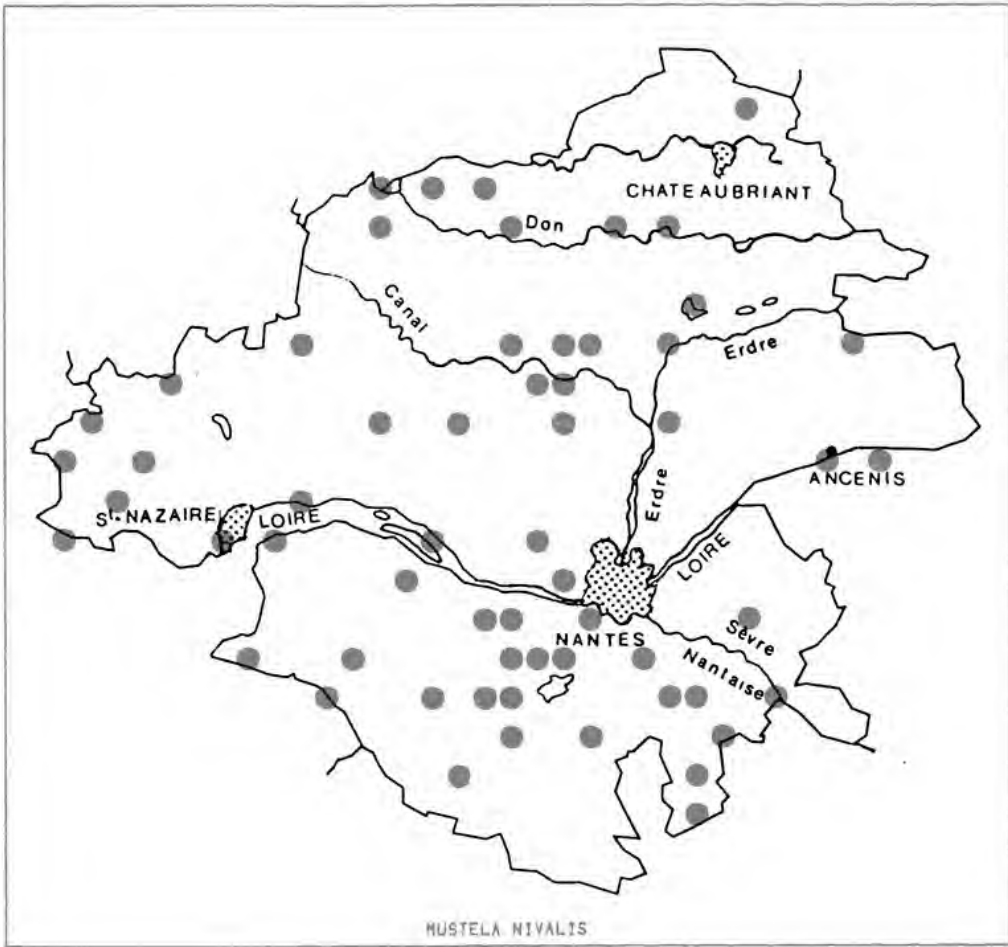 CHATEAUBRIANT
Don
Canal
Erdre
ANCENIS
St-NAZAIRE
LOIRE
Erdre
LOIRE
NANTES
Sèvre
Nantaise
MUSTELA NIVALIS